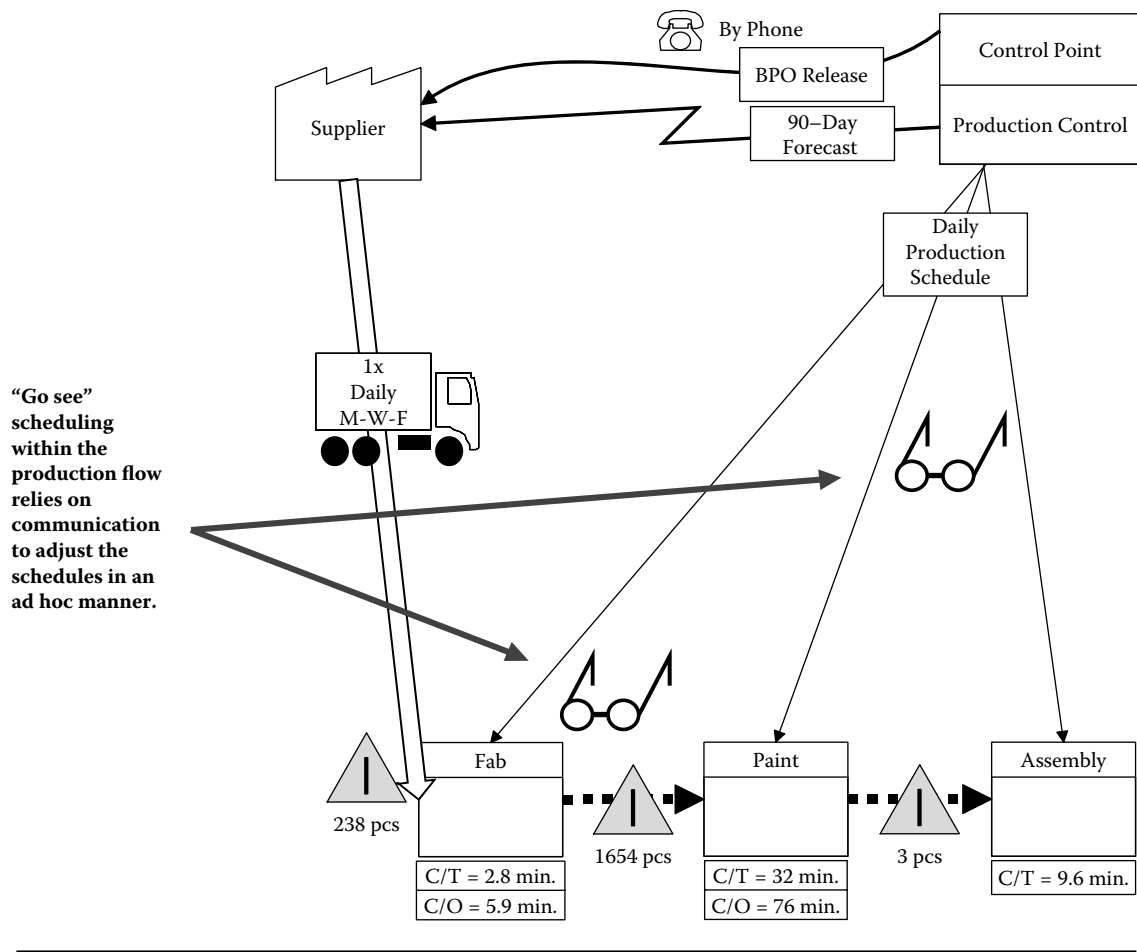 By Phone
Control Point
BPO Release
Supplier
90–Day
Forecast
Production Control
Daily
Production
Schedule
1x
Daily
M-W-F
“Go see”
scheduling
within the
production flow
relies on
communication
to adjust the
schedules in an
ad hoc manner.
Fab
Paint
Assembly
I
I
I
238 pcs
1654 pcs
3 pcs
C/T = 2.8 min.
C/O = 5.9 min.
C/T = 32 min.
C/O = 76 min.
C/T = 9.6 min.